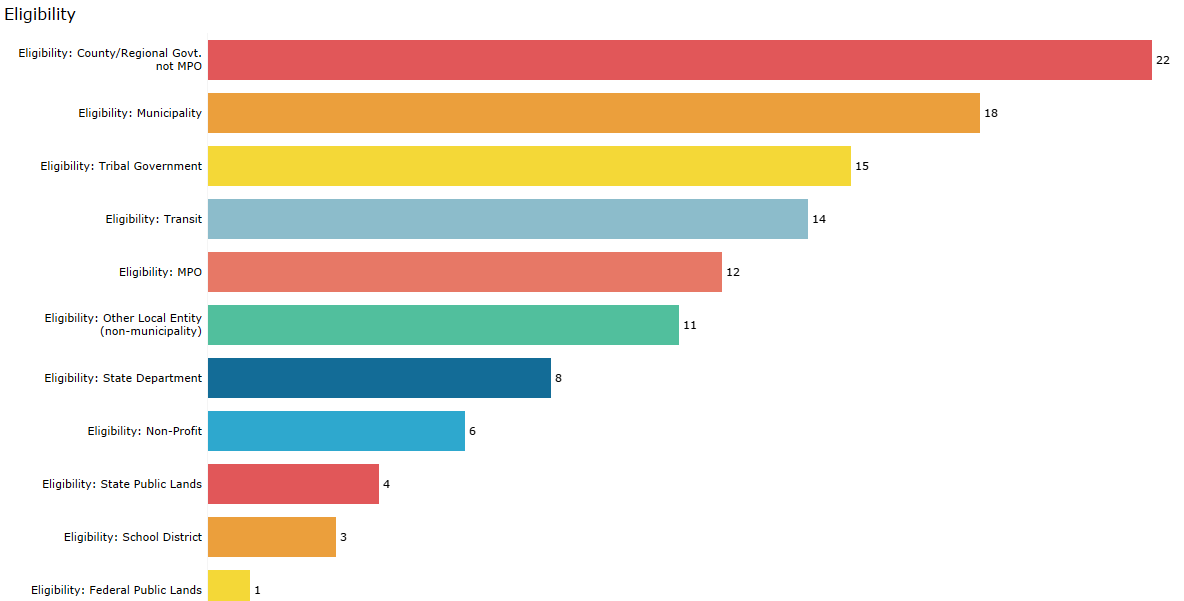 Eligibility
Eligibility: County/Regional Govt.
not MPO
22
Eligibility: Municipality
18
Eligibility: Tribal Government
15
Eligibility: Transit
14
Eligibility: MPO
12
Eligibility: Other Local Entity
(non-municipality)
11
Eligibility: State Department
8
Eligibility: Non-Profit
6
Eligibility: State Public Lands
4
Eligibility: School District
3
Eligibility: Federal Public Lands
1